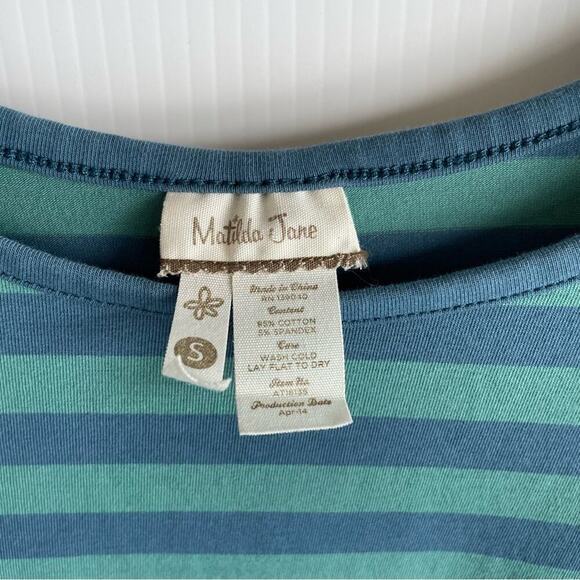 Matilda Jane
S
Made in China
RN 139040
Content
95% COTTON
5% SPANDEX
Care
WASH COLD
LAY FLAT TO DRY
Item No.
AT16135
Production Date
Apr-14